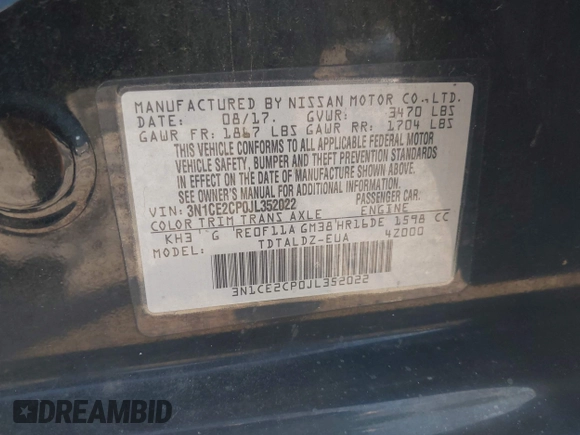 MANUFACTURED BY NISSAN MOTOR CO.,LTD.
DATE: 08/17. GVWR: 3470 LBS
GAWR FR: 1867 LBS GAWR RR: 1704 LBS
THIS VEHICLE CONFORMS TO ALL APPLICABLE FEDERAL MOTOR
VEHICLE SAFETY, BUMPER AND THEFT PREVENTION STANDARDS
IN EFFECT ON THE DATE OF MANUFACTURE SHOWN ABOVE.
SEE OWNER'S MANUAL FOR ADDITIONAL INFORMATION.
VIN: 3N1CE2CP0JL352022 PASSENGER CAR.
COLOR TRIM TRANS AXLE ENGINE
KH3 G RE0F11A GM38 HR16DE 1598 CC
MODEL: TDTALDZ-EUA 4Z000
3N1CE2CP0JL352022
DREAMBID